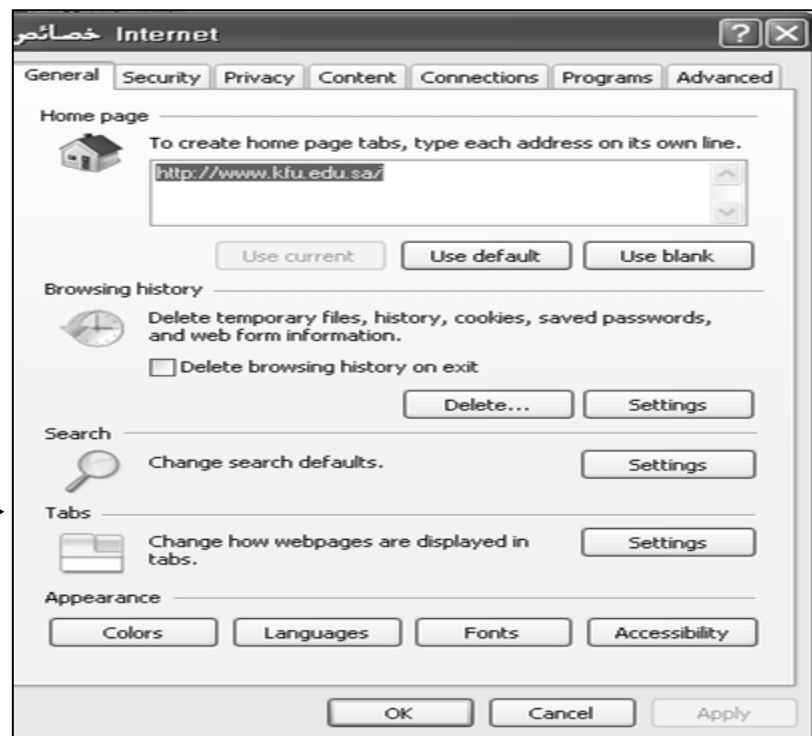 خصائص Internet
General Security Privacy Content Connections Programs Advanced
Home page
To create home page tabs, type each address on its own line.
http://www.kfu.edu.sa/
Use current Use default Use blank
Browsing history
Delete temporary files, history, cookies, saved passwords,
and web form information.
Delete browsing history on exit
Delete... Settings
Search
Change search defaults. Settings
Tabs
Change how webpages are displayed in Settings
tabs.
Appearance
Colors Languages Fonts Accessibility
OK Cancel Apply